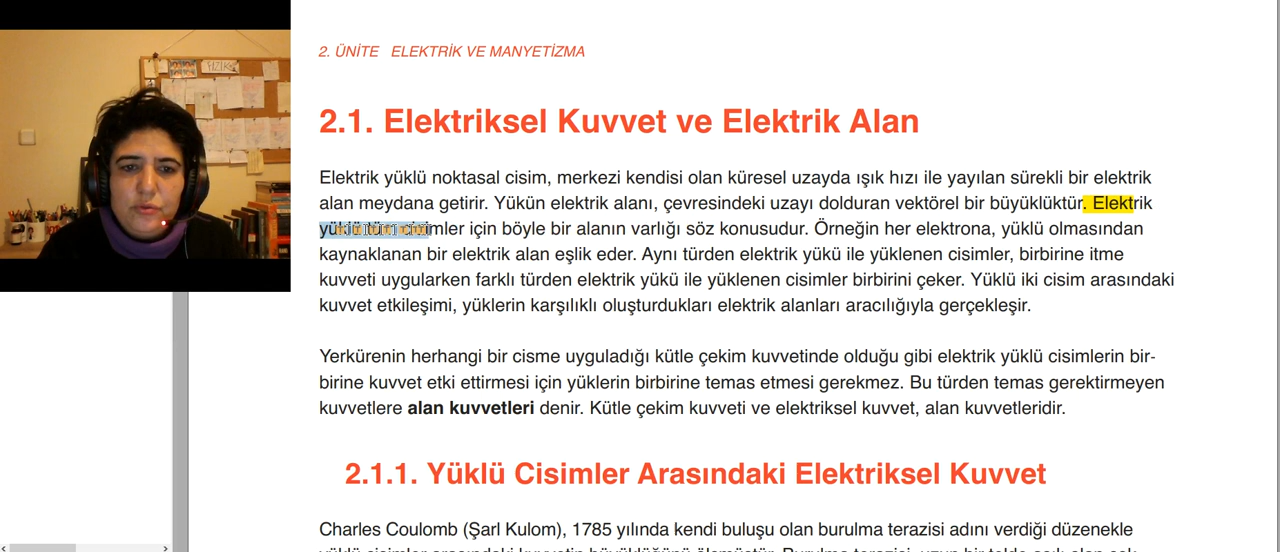 FİZİK
2. ÜNİTE ELEKTRİK VE MANYETİZMA
2.1. Elektriksel Kuvvet ve Elektrik Alan
Elektrik yüklü noktasal cisim, merkezi kendisi olan küresel uzayda ışık hızı ile yayılan sürekli bir elektrik
alan meydana getirir. Yükün elektrik alanı, çevresindeki uzayı dolduran vektörel bir büyüklüktür. Elektrik
yüklü tüm cisimler için böyle bir alanın varlığı söz konusudur. Örneğin her elektrona, yüklü olmasından
kaynaklanan bir elektrik alan eşlik eder. Aynı türden elektrik yükü ile yüklenen cisimler, birbirine itme
kuvveti uygularken farklı türden elektrik yükü ile yüklenen cisimler birbirini çeker. Yüklü iki cisim arasındaki
kuvvet etkileşimi, yüklerin karşılıklı oluşturdukları elektrik alanları aracılığıyla gerçekleşir.
Yerkürenin herhangi bir cisme uyguladığı kütle çekim kuvvetinde olduğu gibi elektrik yüklü cisimlerin bir-
birine kuvvet etki ettirmesi için yüklerin birbirine temas etmesi gerekmez. Bu türden temas gerektirmeyen
kuvvetlere alan kuvvetleri denir. Kütle çekim kuvveti ve elektriksel kuvvet, alan kuvvetleridir.
2.1.1. Yüklü Cisimler Arasındaki Elektriksel Kuvvet
Charles Coulomb (Şarl Kulom), 1785 yılında kendi buluşu olan burulma terazisi adını verdiği düzenekle